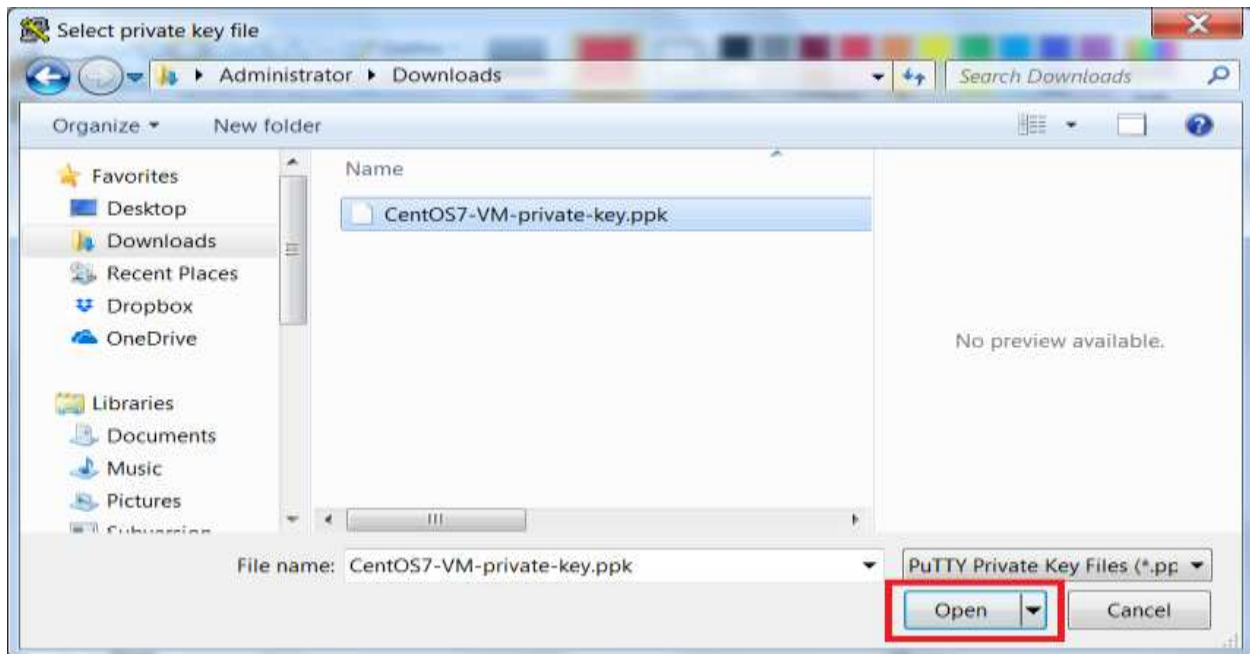 Select private key file
Administrator Downloads
Search Downloads
Organize New folder
Favorites
Desktop
Downloads
Recent Places
Dropbox
OneDrive
Libraries
Documents
Music
Pictures
Subversion
Name
CentOS7-VM-private-key.ppk
No preview available.
File name: CentOS7-VM-private-key.ppk
PuTTY Private Key Files (*.pp
Open Cancel